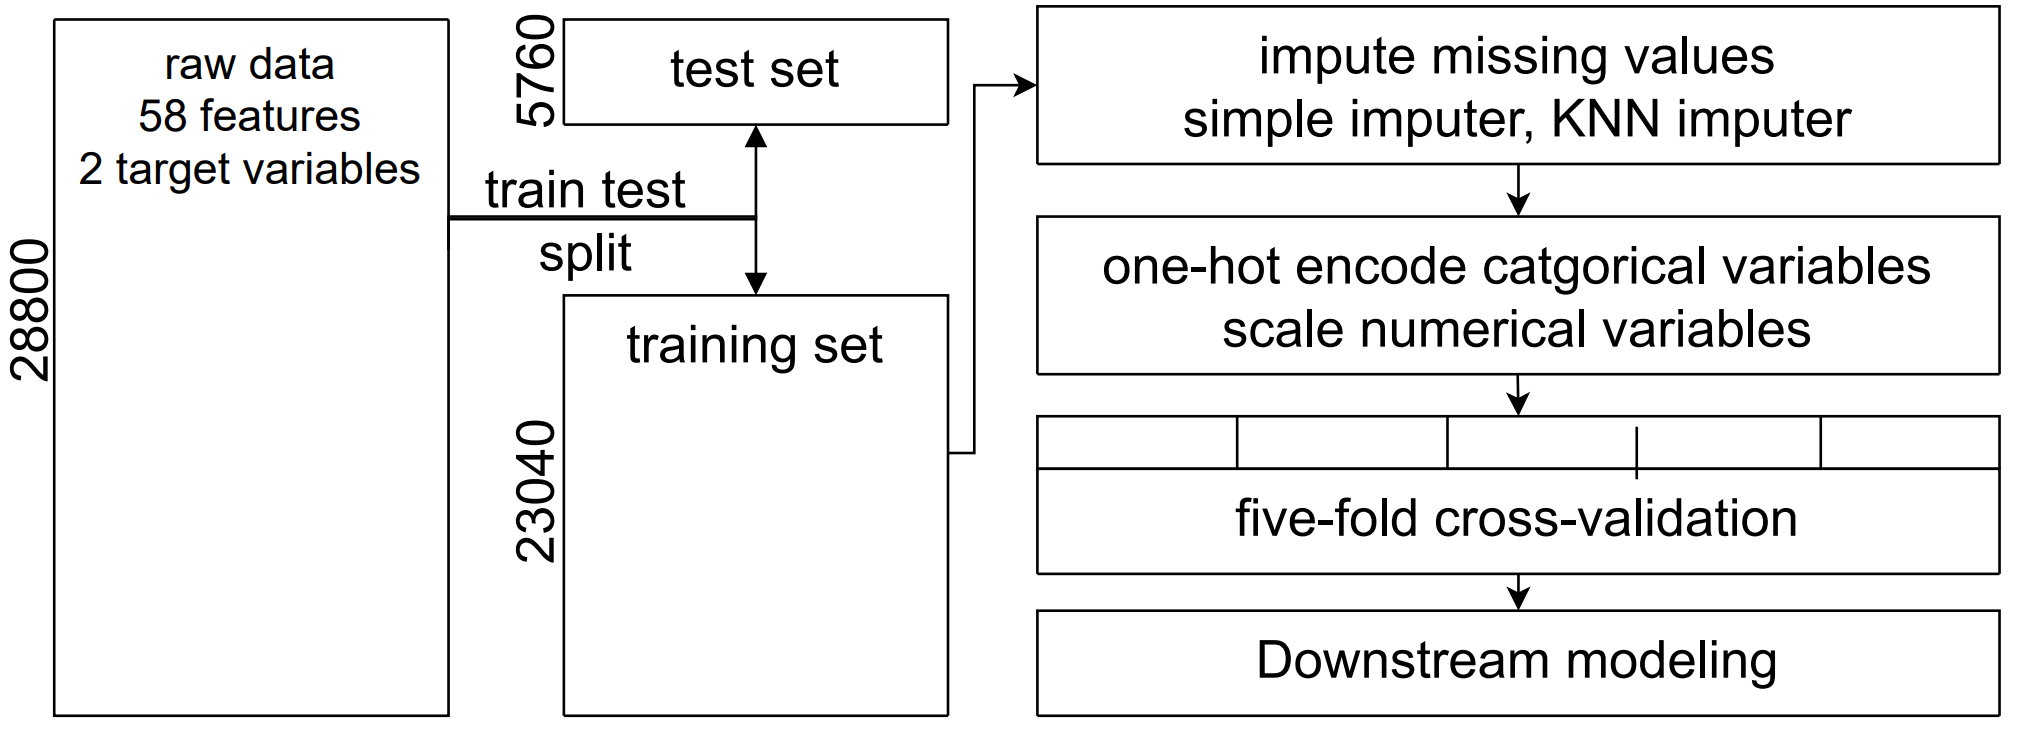 28800
raw data
58 features
2 target variables
train test
split
5760
test set
23040
training set
impute missing values
simple imputer, KNN imputer
one-hot encode catgorical variables
scale numerical variables
five-fold cross-validation
Downstream modeling